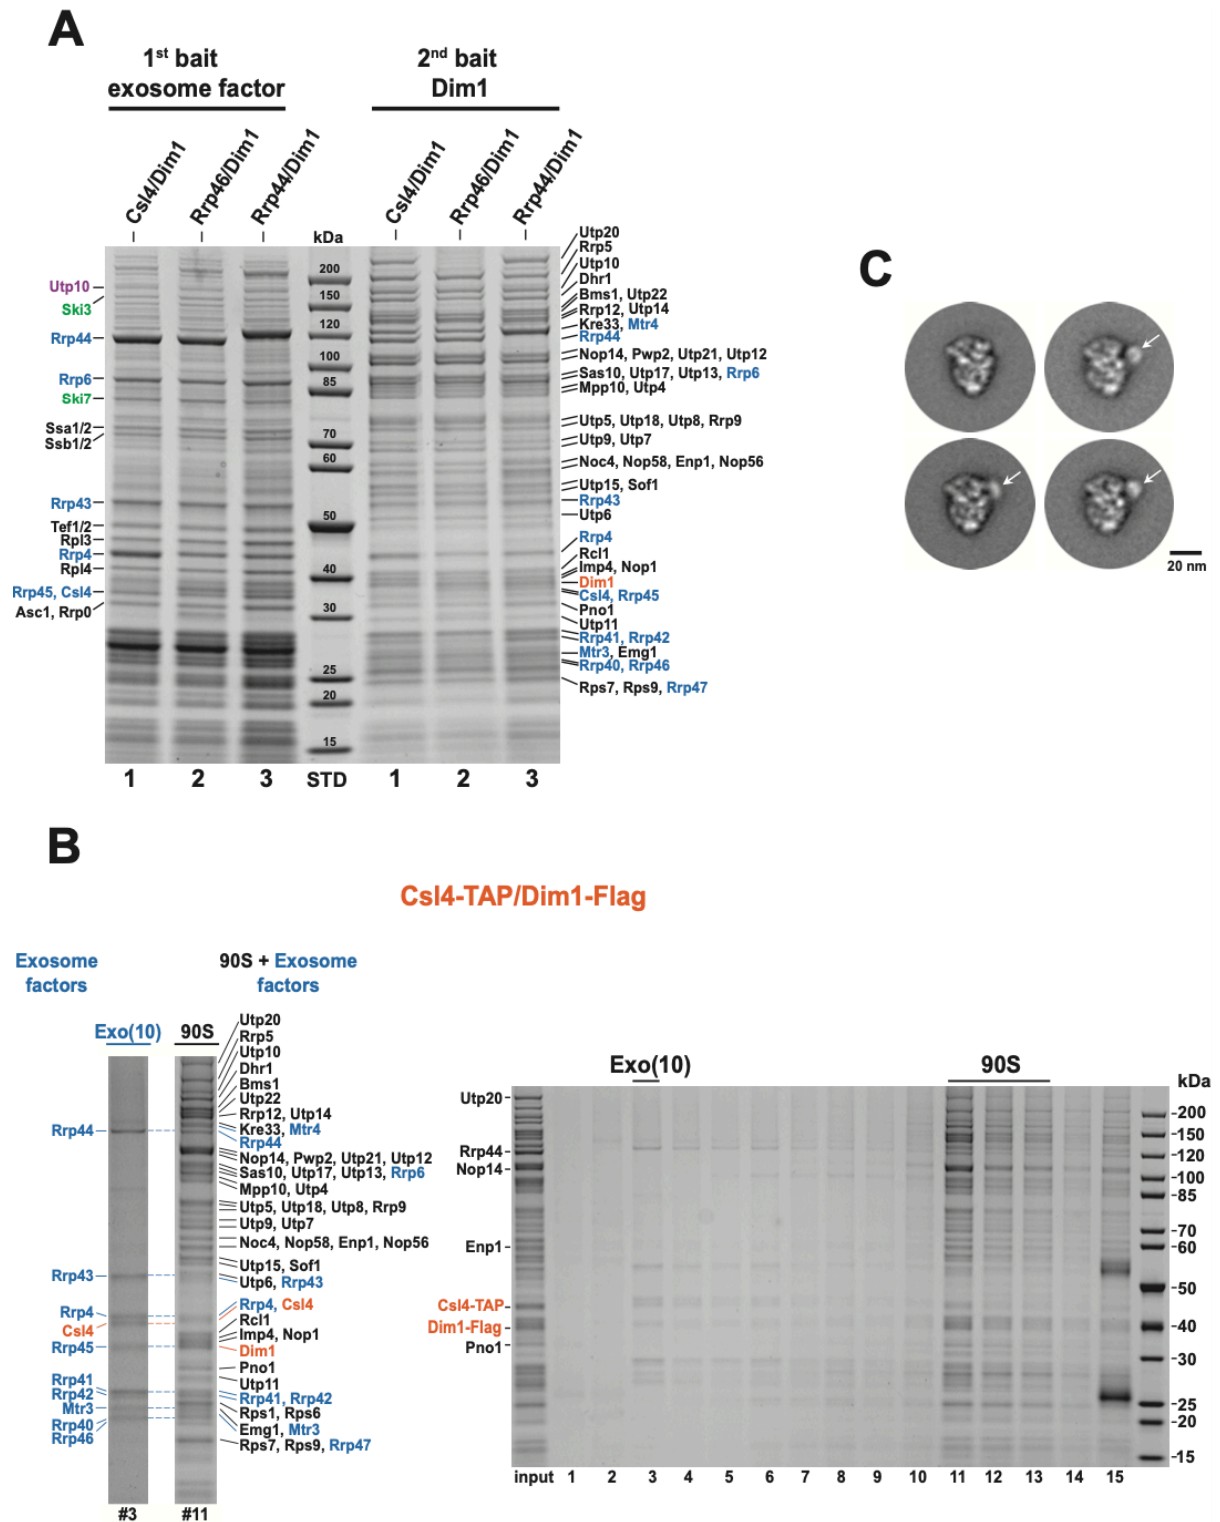 A
1st bait
exosome factor
2nd bait
Dim1
Csl4/Dim1
Rrp46/Dim1
Rrp44/Dim1
Csl4/Dim1
Rrp46/Dim1
Rrp44/Dim1
kDa
200
150
120
100
85
70
60
50
40
30
25
20
15
Utp10
Ski3
Rrp44
Rrp6
Ski7
Ssa1/2
Ssb1/2
Rrp43
Tef1/2
Rpl3
Rrp4
Rpl4
Rrp45, Csl4
Asc1, Rrp0
Utp20
Rrp5
Utp10
Dhr1
Bms1, Utp22
Rrp12, Utp14
Kre33, Mtr4
Rrp44
Nop14, Pwp2, Utp21, Utp12
Sas10, Utp17, Utp13, Rrp6
Mpp10, Utp4
Utp5, Utp18, Utp8, Rrp9
Utp9, Utp7
Noc4, Nop58, Enp1, Nop56
Utp15, Sof1
Rrp43
Utp6
Rrp4
Rcl1
Imp4, Nop1
Dim1
Csl4, Rrp45
Pno1
Utp11
Rrp41, Rrp42
Mtr3, Emg1
Rrp40, Rrp46
Rps7, Rps9, Rrp47
1 2 3 STD 1 2 3
C
20 nm
B
Csl4-TAP/Dim1-Flag
Exosome
factors
90S + Exosome
factors
Exo(10)
90S
Rrp44
Rrp43
Rrp4
Csl4
Rrp45
Rrp41
Rrp42
Mtr3
Rrp40
Rrp46
Utp20
Rrp5
Utp10
Dhr1
Bms1
Utp22
Rrp12, Utp14
Kre33, Mtr4
Rrp44
Nop14, Pwp2, Utp21, Utp12
Sas10, Utp17, Utp13, Rrp6
Mpp10, Utp4
Utp5, Utp18, Utp8, Rrp9
Utp9, Utp7
Noc4, Nop58, Enp1, Nop56
Utp15, Sof1
Utp6, Rrp43
Rrp4, Csl4
Rcl1
Imp4, Nop1
Dim1
Pno1
Utp11
Rrp41, Rrp42
Rps1, Rps6
Emg1, Mtr3
Rps7, Rps9, Rrp47
#3
#11
Exo(10)
90S
kDa
Utp20
Rrp44
Nop14
Enp1
Csl4-TAP
Dim1-Flag
Pno1
200
150
120
100
85
70
60
50
40
30
25
20
15
input 1 2 3 4 5 6 7 8 9 10 11 12 13 14 15